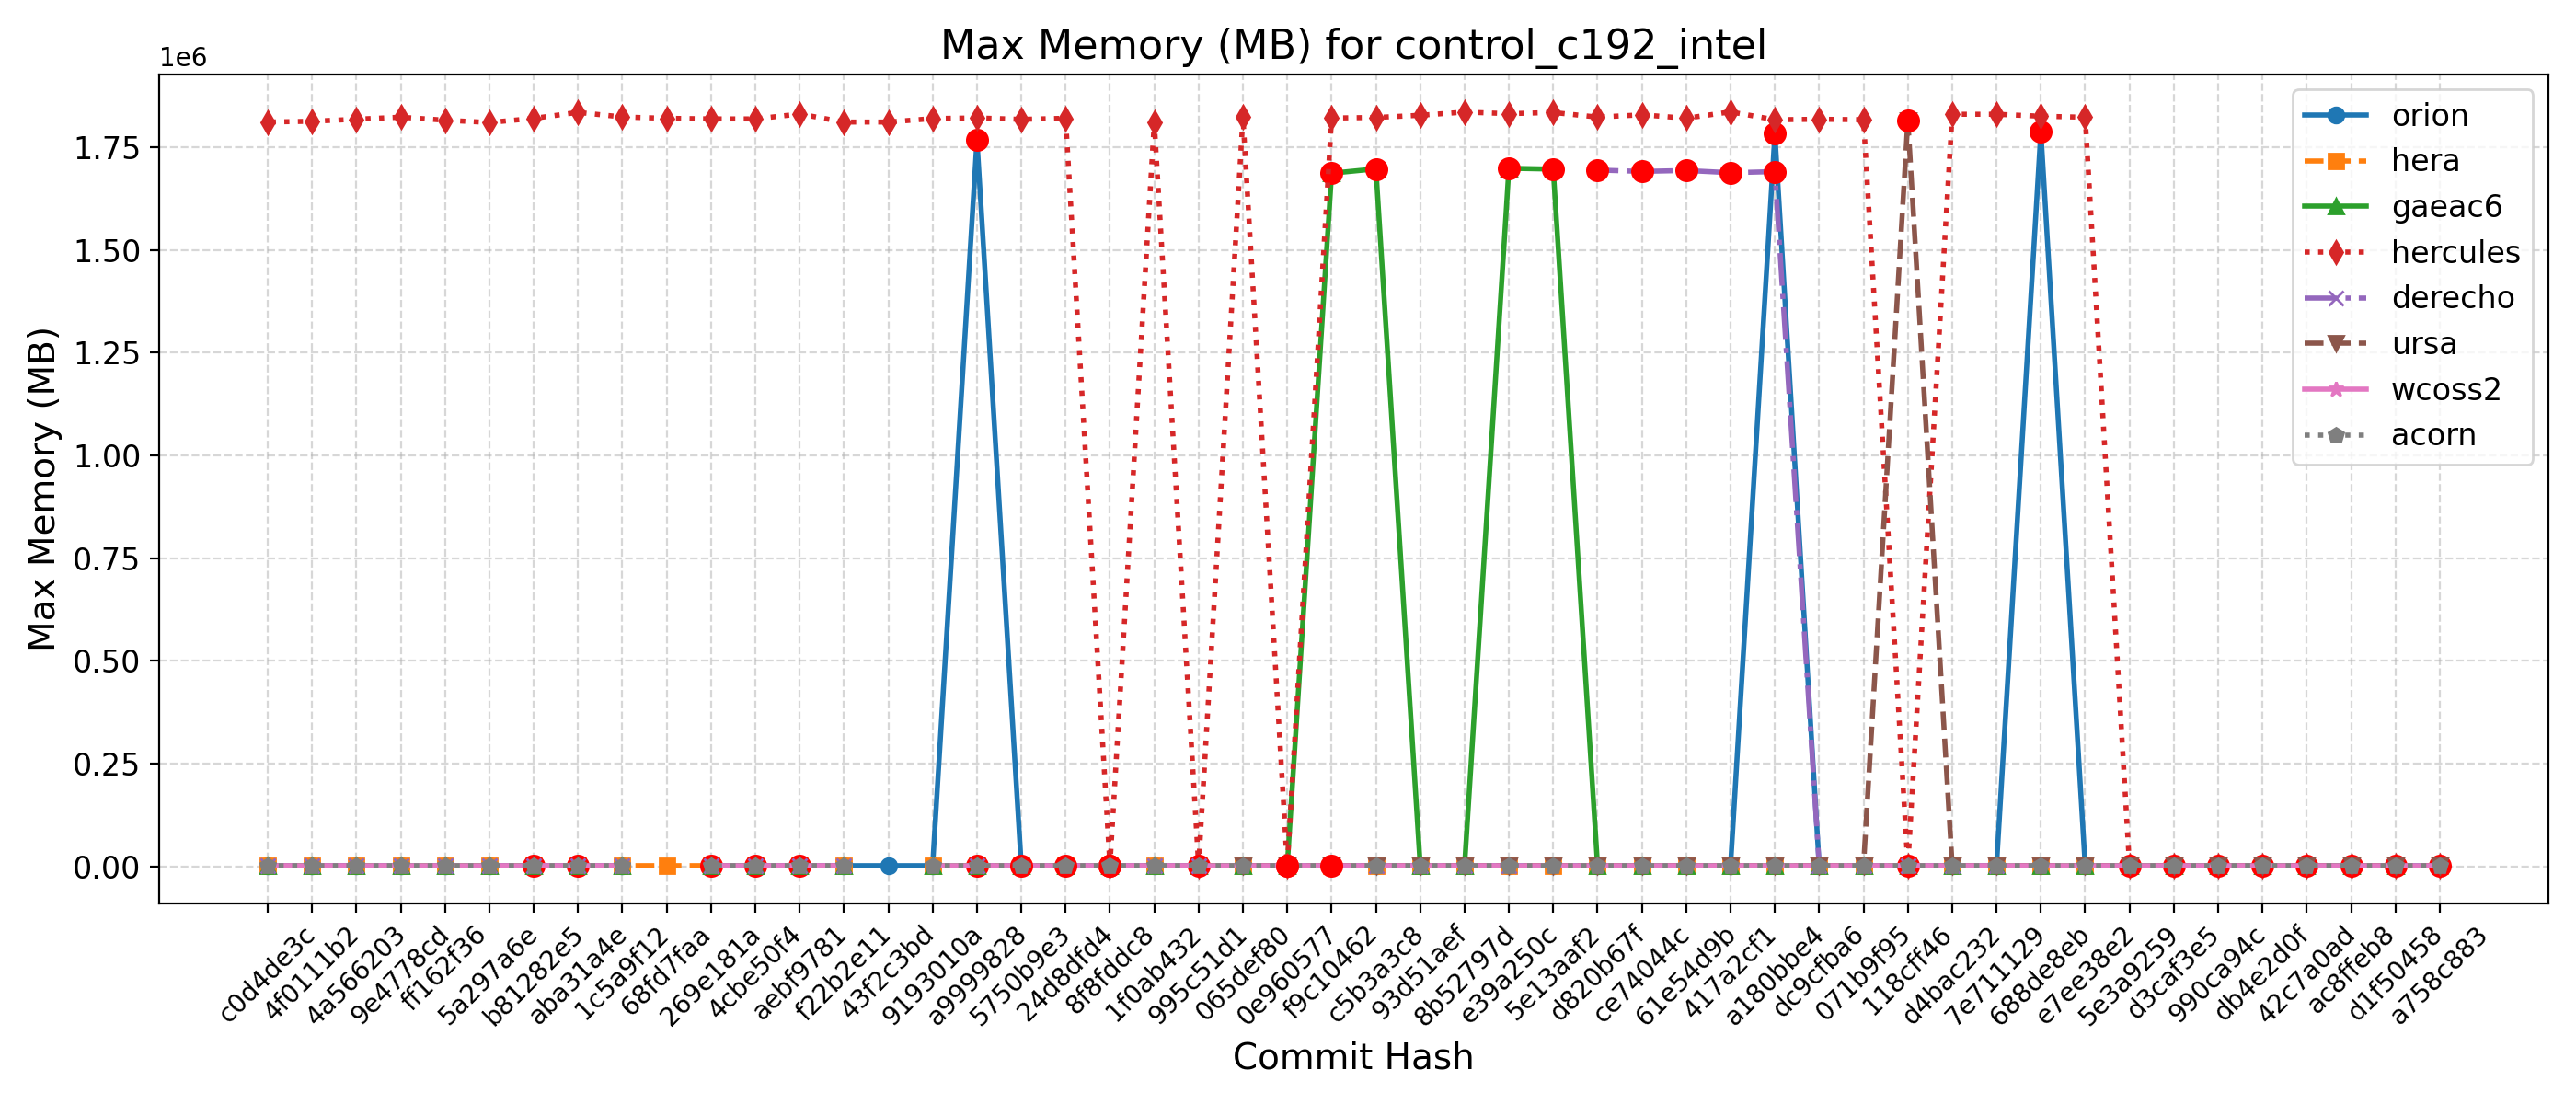 Max Memory (MB) for control_c192_intel
1e6
1.75
1.50
1.25
1.00
0.75
0.50
0.25
0.00
Max Memory (MB)
orion
hera
gaeac6
hercules
derecho
ursa
wcoss2
acorn
c0d4de3c
4f0111b2
4a566203
9e4778cd
ff162f36
5a297a6e
b81282e5
aba31a4e
1c5a9f12
68fd7faa
269e181a
4cbe50f4
aebf9781
f22b2e11
43f2c3bd
9193010a
a9999828
5750b9e3
24d8dfd4
8f8fddc8
1f0ab432
995c51d1
065def80
0e960577
f9c10462
c5b3a3c8
93d51aef
8b52797d
e39a250c
5e13aaf2
d820b67f
ce74044c
61e54d9b
417a2cf1
a180bbe4
dc9cfba6
071b9f95
118cff46
d4bac232
7e711129
688de8eb
e7ee38e2
5e3a9259
d3caf3e5
990ca94c
db4e2d0f
42c7a0ad
ac8ffeb8
d1f50458
a758c883
Commit Hash